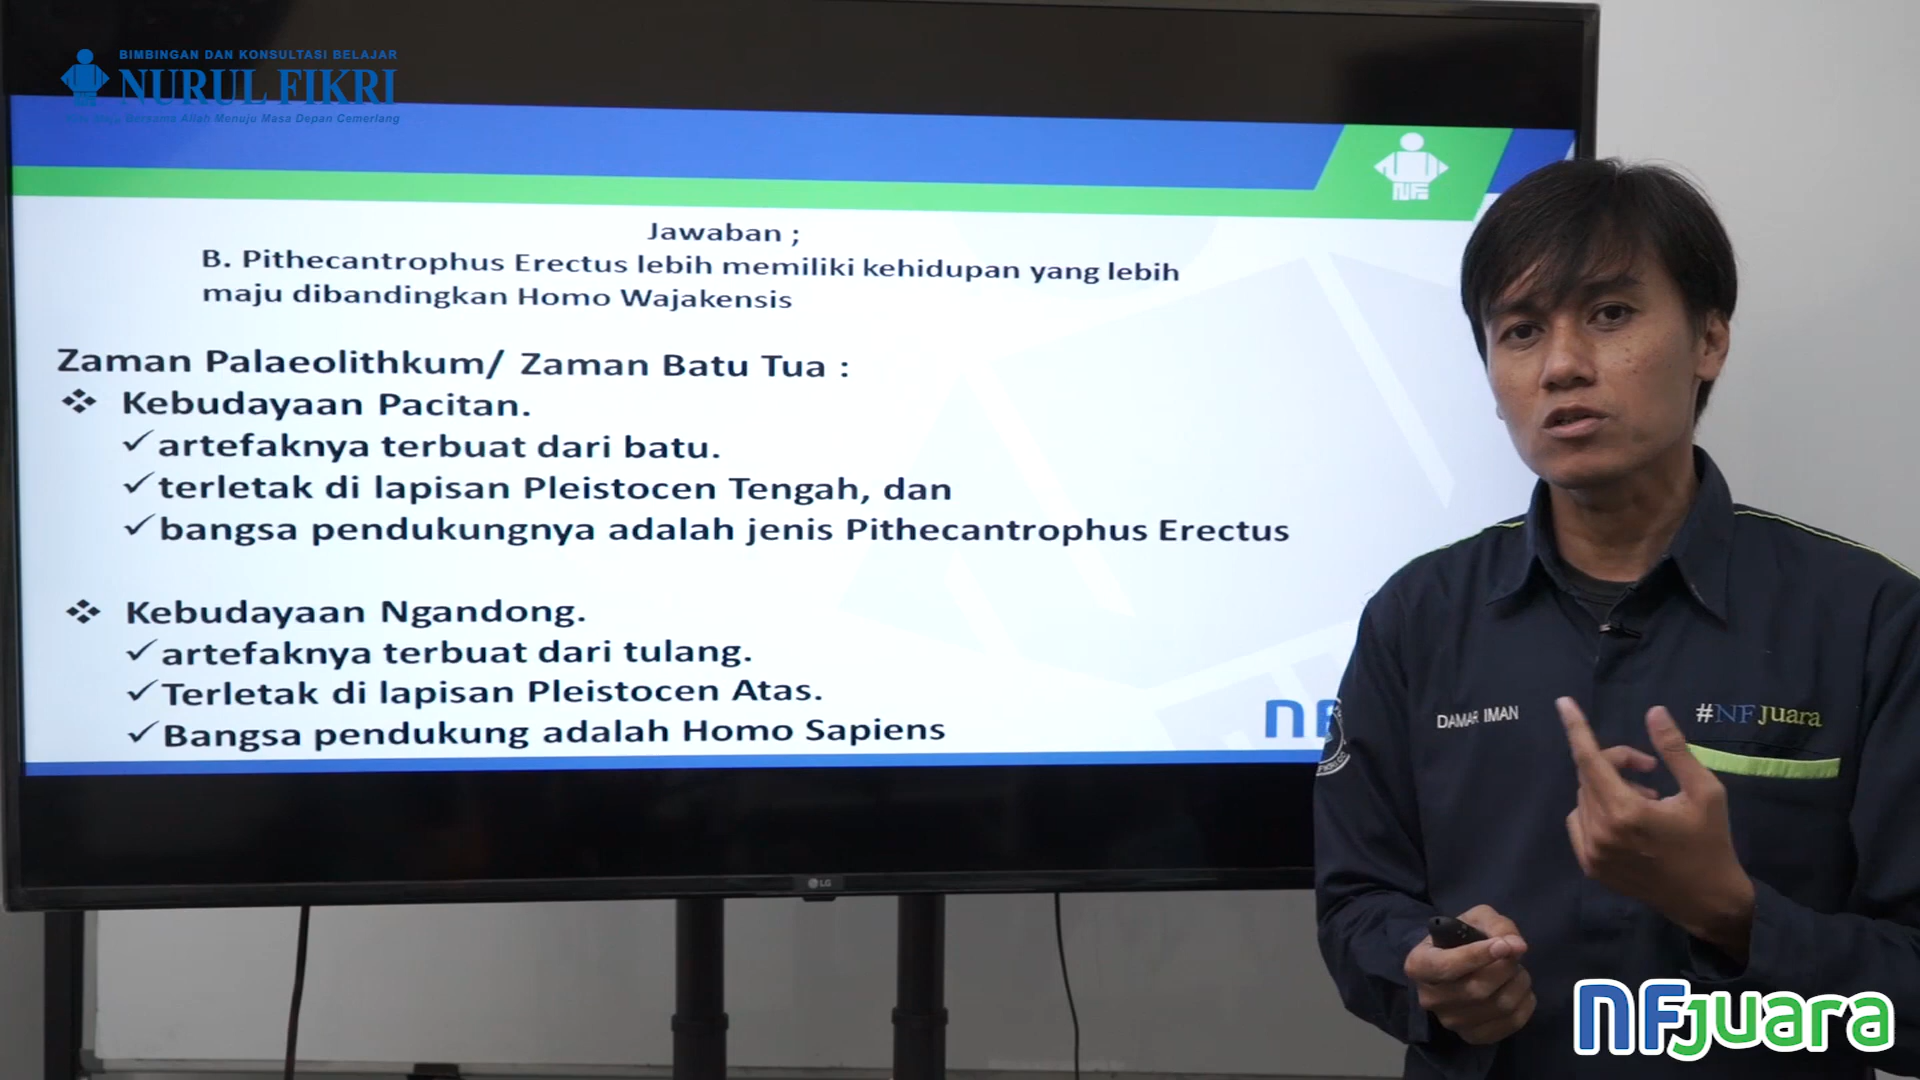 BIMBINGAN DAN KONSULTASI BELAJAR
NURUL FIKRI
Bersama Allah Menuju Masa Depan Cemerlang
NF
Jawaban ;
B. Pithecantrophus Erectus lebih memiliki kehidupan yang lebih
maju dibandingkan Homo Wajakensis
Zaman Palaeolithkum/ Zaman Batu Tua :
❖ Kebudayaan Pacitan.
✓artefaknya terbuat dari batu.
✓terletak di lapisan Pleistocen Tengah, dan
✓bangsa pendukungnya adalah jenis Pithecantrophus Erectus
❖ Kebudayaan Ngandong.
✓artefaknya terbuat dari tulang.
✓Terletak di lapisan Pleistocen Atas.
✓Bangsa pendukung adalah Homo Sapiens
nF
DAMAR IMAN
#NFJuara
LG
nFjuara